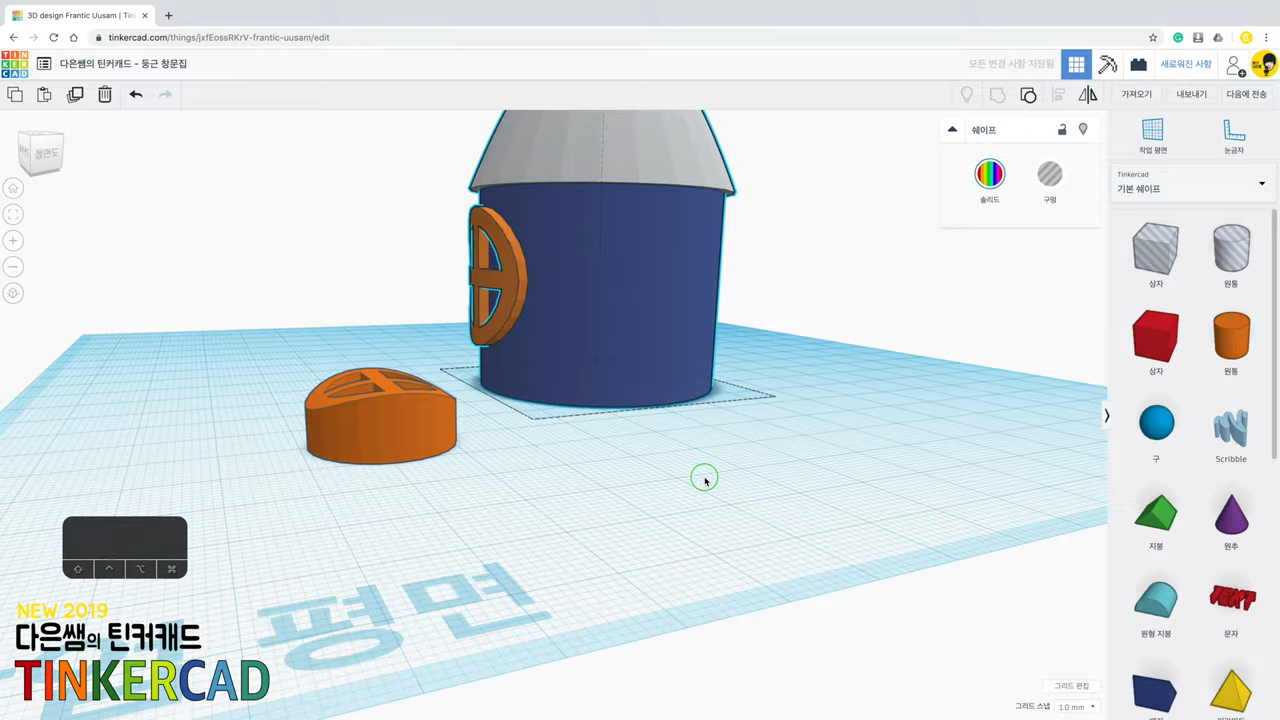 3D design Frantic Uusam | Tin
tinkercad.com/things/jxfEossRKrV-frantic-uusam/edit
TIN
KER
CAD
다은쌤의 틴커캐드 - 둥근 창문집
모든 변경 사항 저장됨
새로워진 사항
가져오기
내보내기
다음에 전송
정면도
쉐이프
솔리드
구멍
작업 평면
눈금자
Tinkercad
기본 쉐이프
상자
원통
상자
원통
구
Scribble
지붕
원추
원형 지붕
TEXT
문자
평면
그리드 편집
그리드 스냅
1.0 mm
NEW 2019
다은쌤의 틴커캐드
TINKERCAD